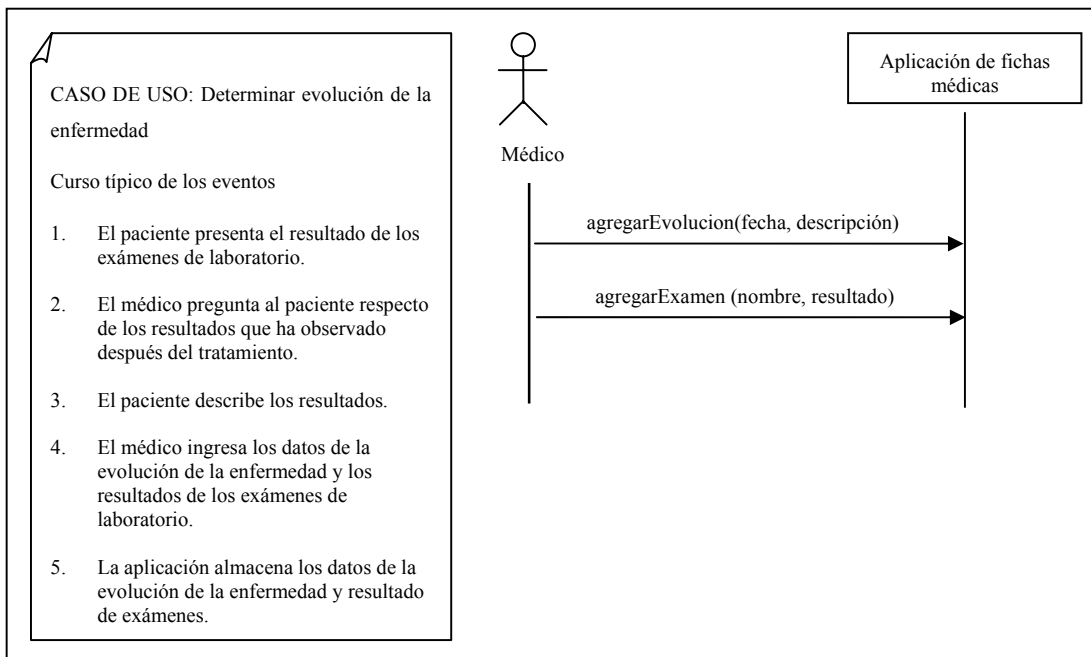 CASO DE USO: Determinar evolución de la
enfermedad
Curso típico de los eventos
1. El paciente presenta el resultado de los
exámenes de laboratorio.
2. El médico pregunta al paciente respecto
de los resultados que ha observado
después del tratamiento.
3. El paciente describe los resultados.
4. El médico ingresa los datos de la
evolución de la enfermedad y los
resultados de los exámenes de
laboratorio.
5. La aplicación almacena los datos de la
evolución de la enfermedad y resultado
de exámenes.
Médico
Aplicación de fichas
médicas
agregarEvolucion(fecha, descripción)
agregarExamen (nombre, resultado)